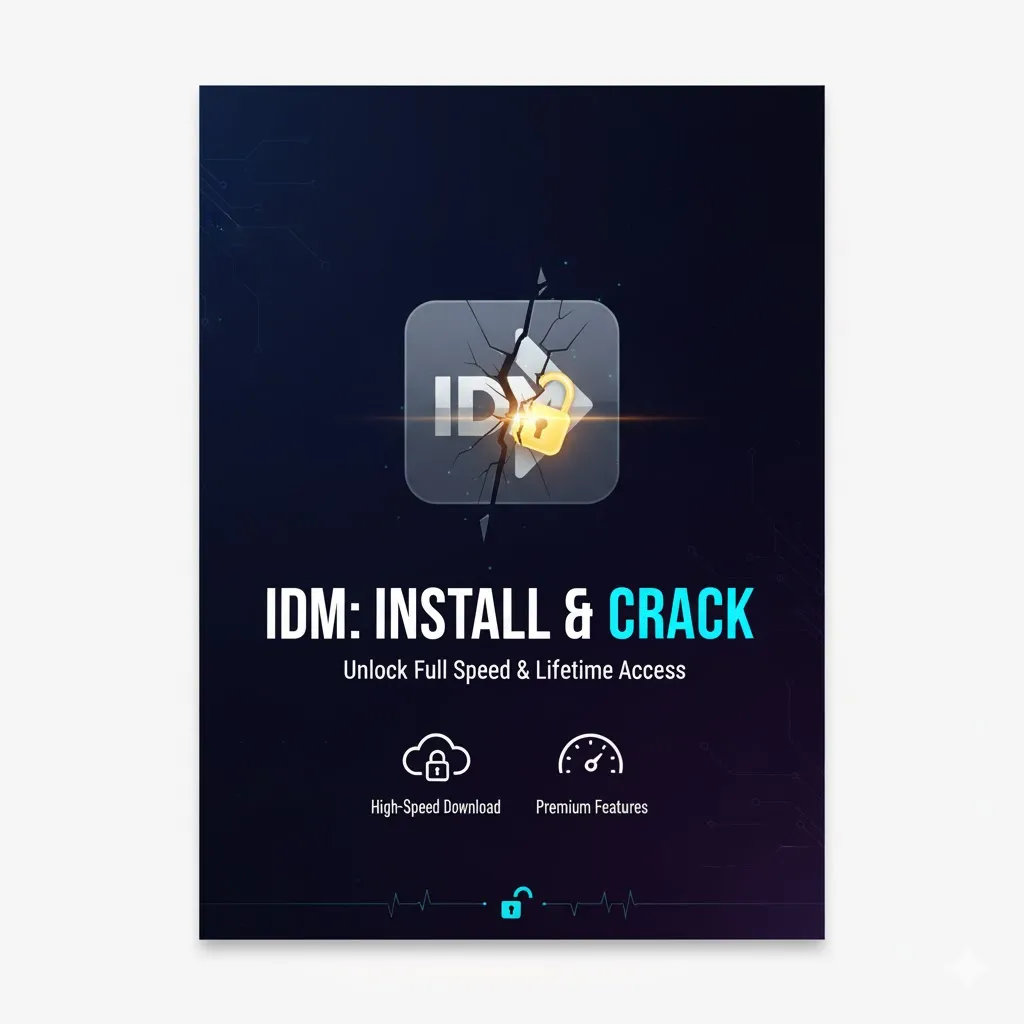 IDM
IDM: INSTALL & CRACK
Unlock Full Speed & Lifetime Access
High-Speed Download
Premium Features